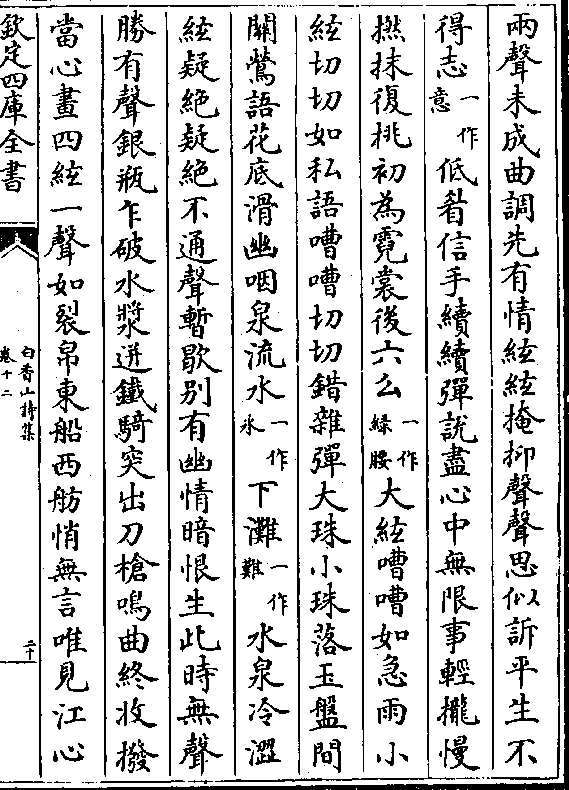 兩聲未成曲調先有情絃絃掩抑聲聲思似訴平生不
得志一作意低眉信手續續彈說盡心中無限事輕攏慢
撚抹復挑初為霓裳後六么一作綠腰大絃嘈嘈如急雨小
絃切切如私語嘈嘈切切錯雜彈大珠小珠落玉盤間
關鶯語花底滑幽咽泉流水一作氷下灘一作難水泉冷澀
絃疑絶疑絶不通聲暫歇别有幽情暗恨生此時無聲
勝有聲銀瓶乍破水漿迸鐵騎突出刀槍鳴曲終收撥
當心畫四絃一聲如裂帛東船西舫悄無言唯見江心
欽定四庫全書
白香山詩集
卷十二
二十